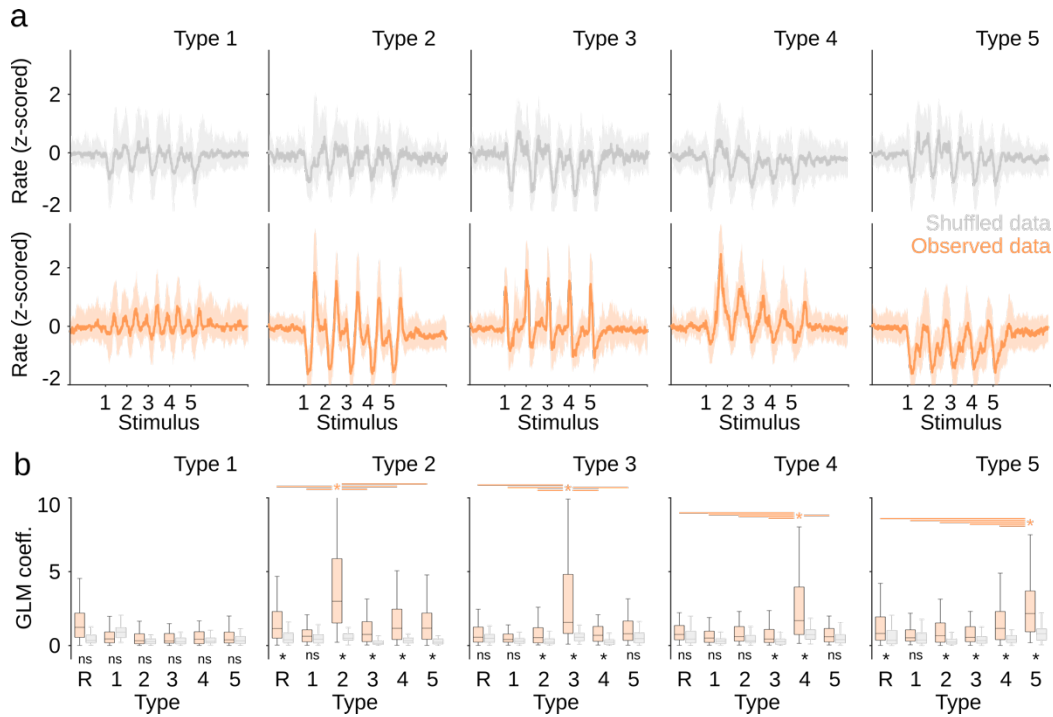 a
Type 1 Type 2 Type 3 Type 4 Type 5
Rate (z-scored)
2
0
-2
Shuffled data
Observed data
Rate (z-scored)
2
0
-2
1 2 3 4 5 1 2 3 4 5 1 2 3 4 5 1 2 3 4 5 1 2 3 4 5
Stimulus Stimulus Stimulus Stimulus Stimulus
b
Type 1 Type 2 Type 3 Type 4 Type 5
* * * *
GLM coeff.
10
5
0
ns ns ns ns ns ns * ns * * * * ns ns * * * ns ns ns ns * * ns * ns * * * *
R 1 2 3 4 5 R 1 2 3 4 5 R 1 2 3 4 5 R 1 2 3 4 5 R 1 2 3 4 5
Type Type Type Type Type